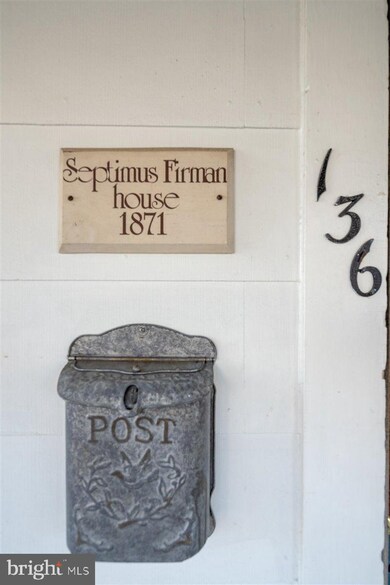 Septimus Firman
house
1871
136
POST
bright MLS